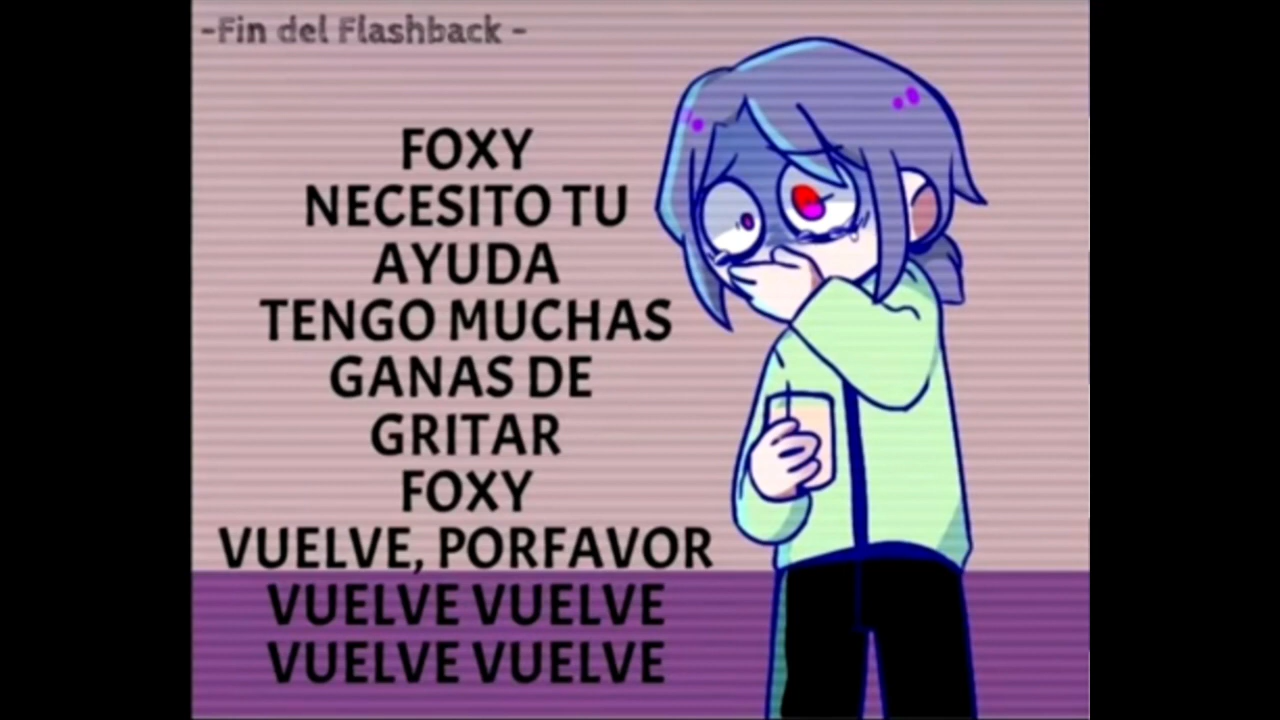 -Fin del Flashback -
FOXY
NECESITO TU
AYUDA
TENGO MUCHAS
GANAS DE
GRITAR
FOXY
VUELVE, PORFAVOR
VUELVE VUELVE
VUELVE VUELVE